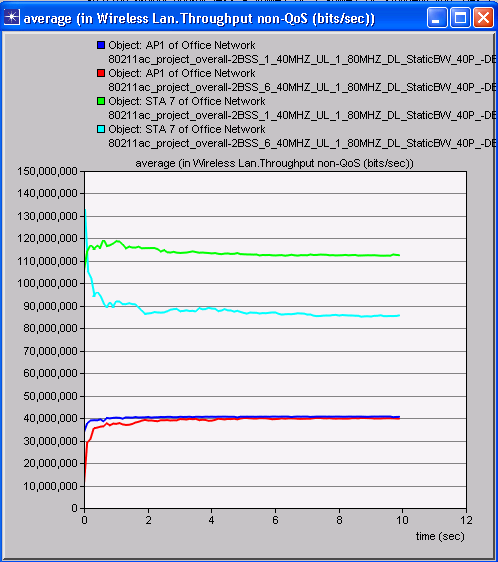 average (in Wireless Lan.Throughput non-QoS (bits/sec))
Object: AP1 of Office Network
80211ac_project_overall-2BSS_1_40MHZ_UL_1_80MHZ_DL_StaticBW_40P_-DE
Object: AP1 of Office Network
80211ac_project_overall-2BSS_6_40MHZ_UL_1_80MHZ_DL_StaticBW_40P_-DE
Object: STA 7 of Office Network
80211ac_project_overall-2BSS_1_40MHZ_UL_1_80MHZ_DL_StaticBW_40P_-DE
Object: STA 7 of Office Network
80211ac_project_overall-2BSS_6_40MHZ_UL_1_80MHZ_DL_StaticBW_40P_-DE
average (in Wireless Lan.Throughput non-QoS (bits/sec))
150,000,000
140,000,000
130,000,000
120,000,000
110,000,000
100,000,000
90,000,000
80,000,000
70,000,000
60,000,000
50,000,000
40,000,000
30,000,000
20,000,000
10,000,000
0
0 2 4 6 8 10 12
time (sec)